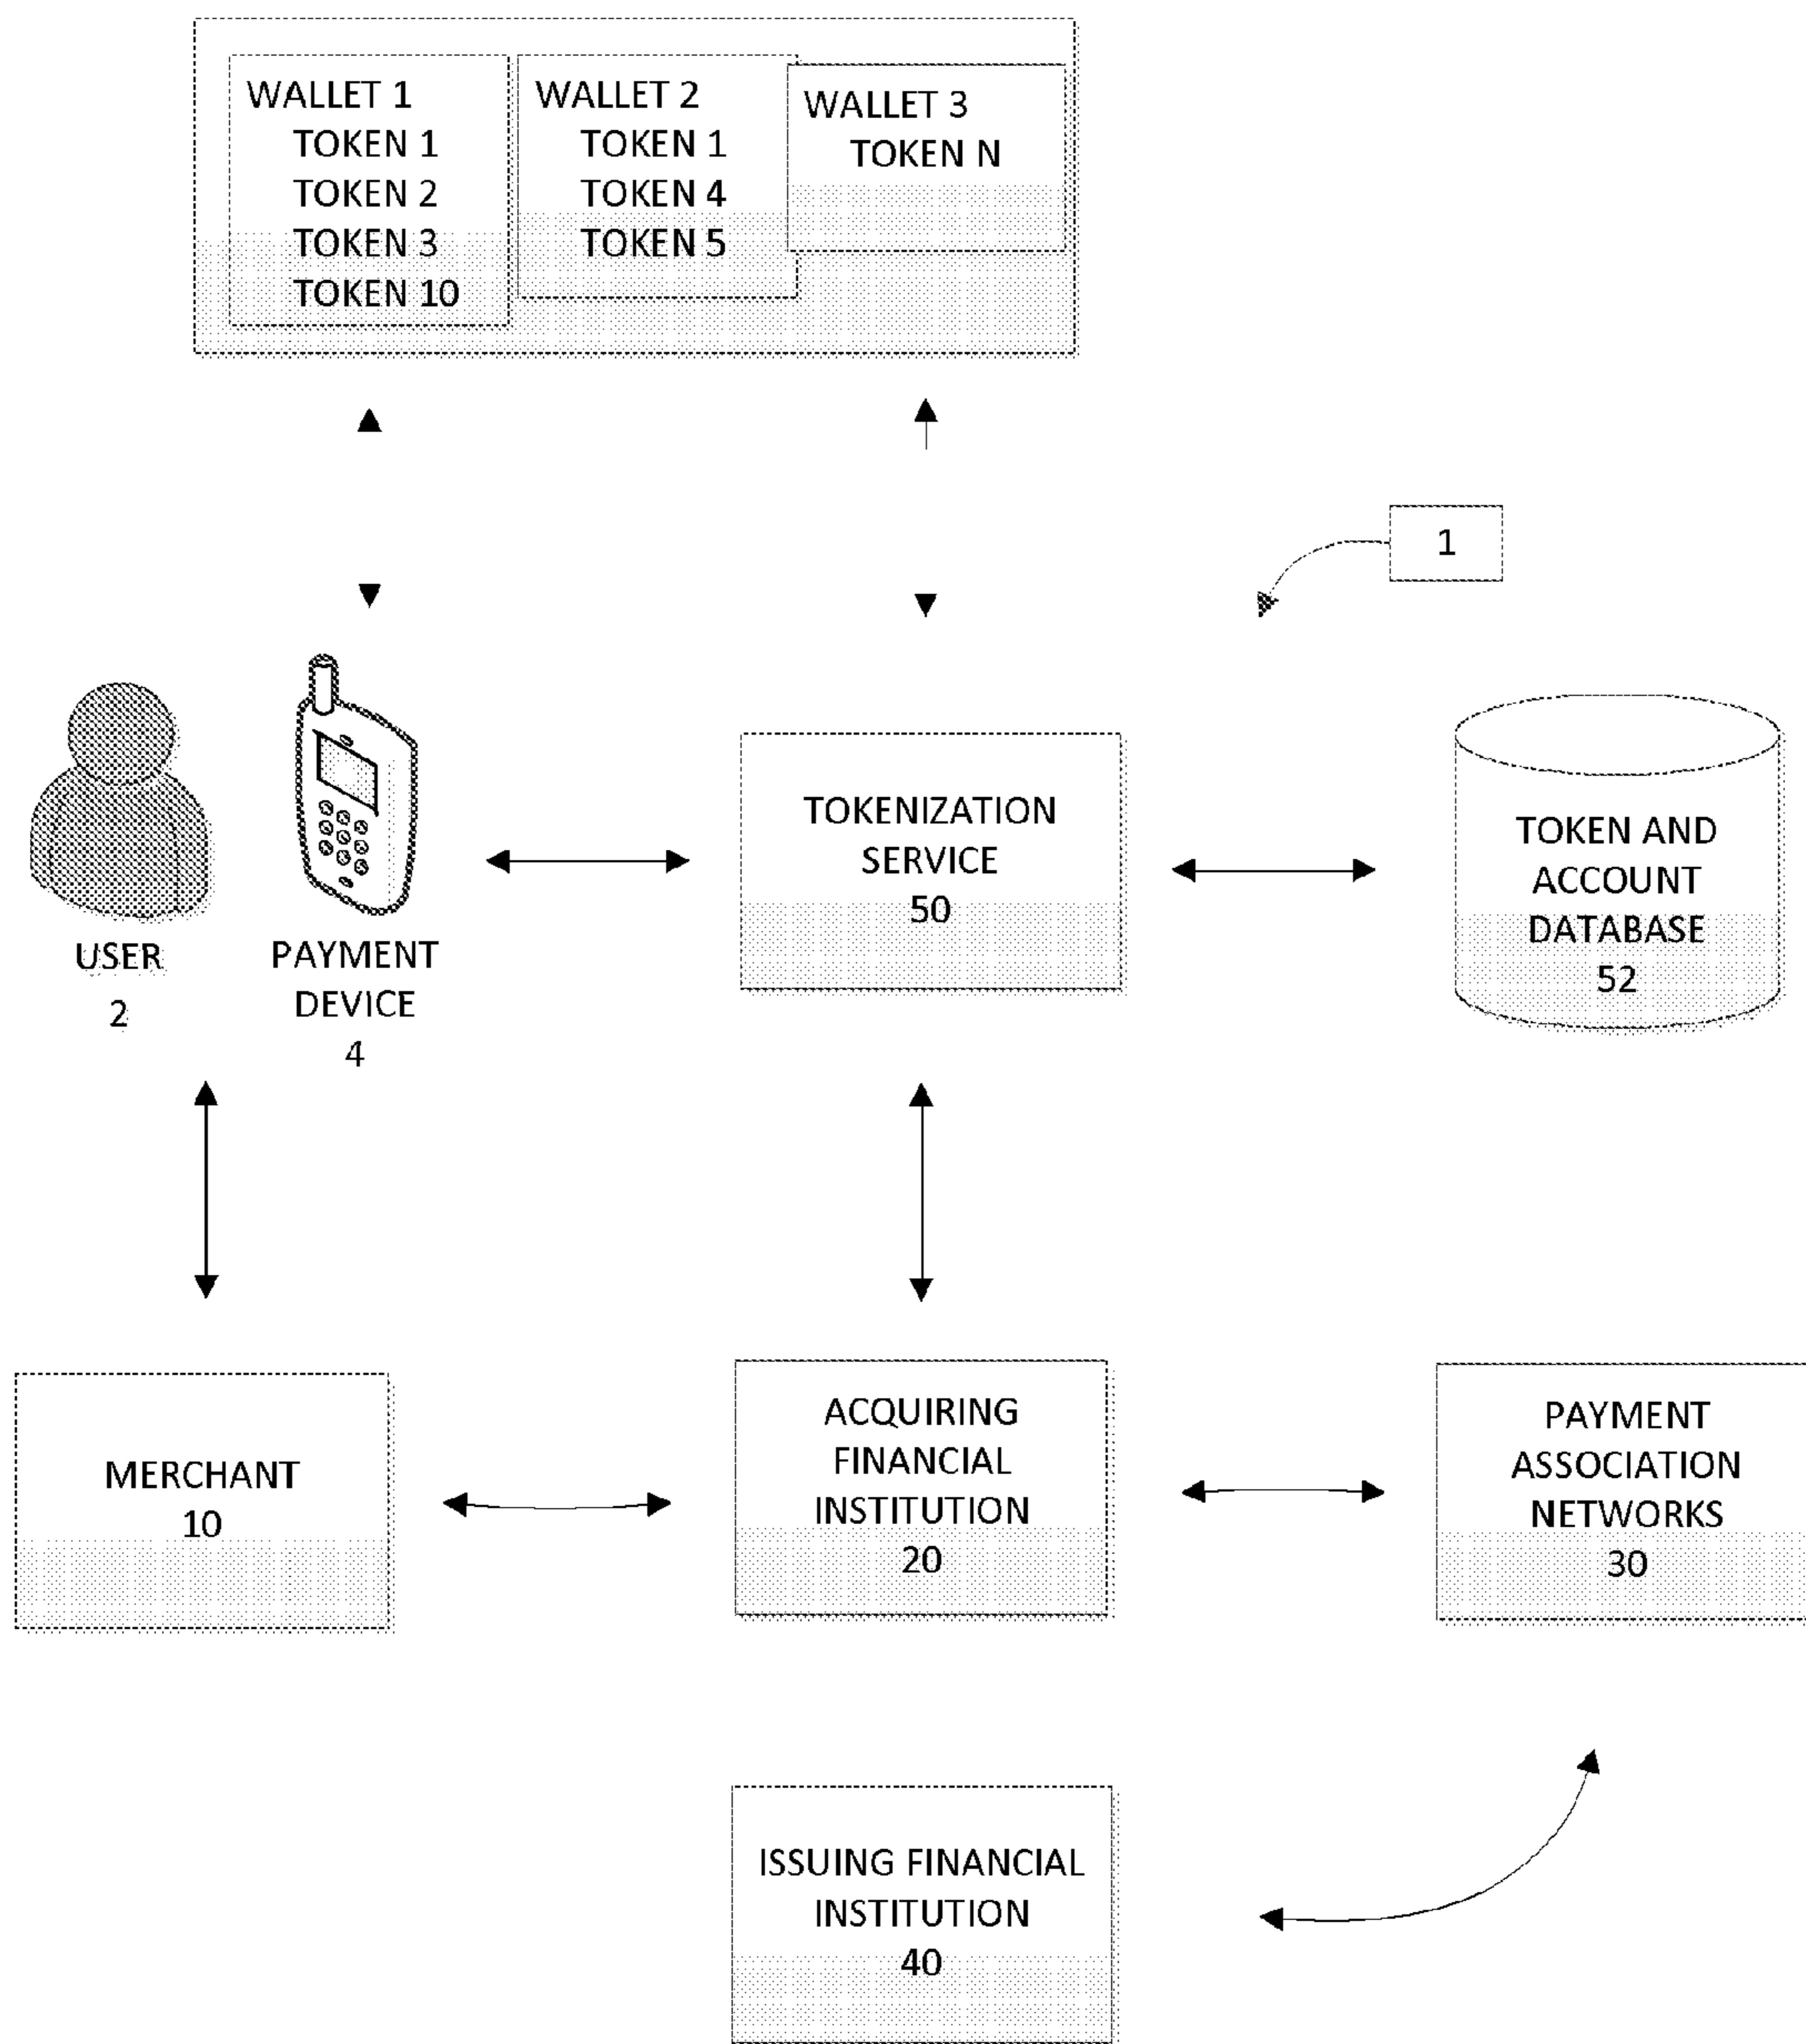 WALLET 1
TOKEN 1
TOKEN 2
TOKEN 3
TOKEN 10
WALLET 2
TOKEN 1
TOKEN 4
TOKEN 5
WALLET 3
TOKEN N
1
USER
2
PAYMENT
DEVICE
4
TOKENIZATION
SERVICE
50
TOKEN AND
ACCOUNT
DATABASE
52
MERCHANT
10
ACQUIRING
FINANCIAL
INSTITUTION
20
PAYMENT
ASSOCIATION
NETWORKS
30
ISSUING FINANCIAL
INSTITUTION
40